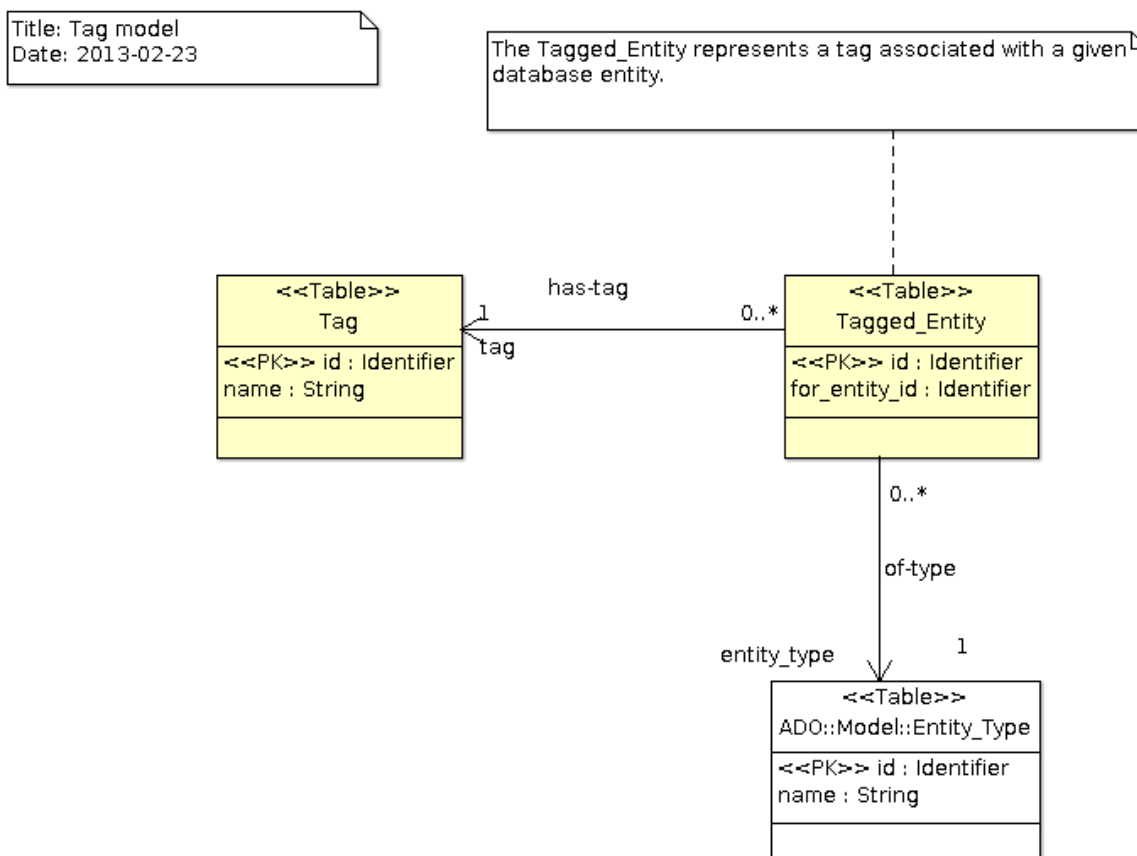 Title: Tag model
Date: 2013-02-23
The Tagged_Entity represents a tag associated with a given
database entity.
<<Table>>
Tag
<<PK>> id : Identifier
name : String
has-tag
1
0..*
tag
<<Table>>
Tagged_Entity
<<PK>> id : Identifier
for_entity_id : Identifier
0..*
of-type
entity_type
1
<<Table>>
ADO::Model::Entity_Type
<<PK>> id : Identifier
name : String